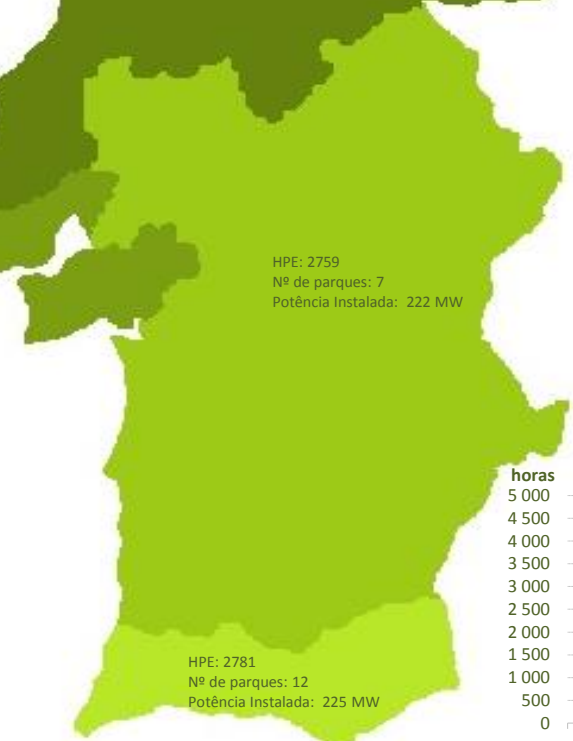 HPE: 2759
Nº de parques: 7
Potência Instalada: 222 MW
horas
5 000
4 500
4 000
3 500
3 000
2 500
2 000
1 500
1 000
500
0
HPE: 2781
Nº de parques: 12
Potência Instalada: 225 MW